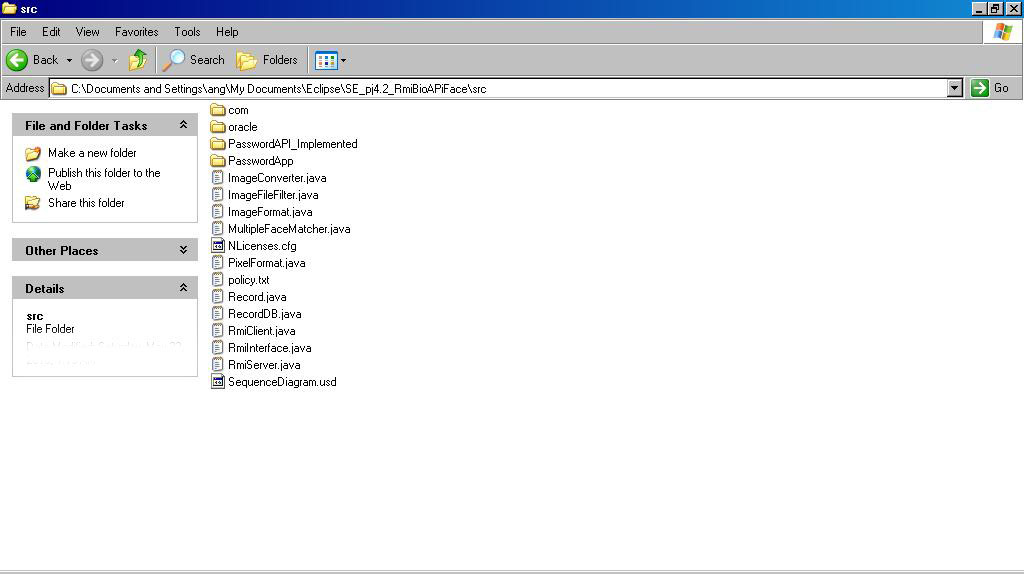 src
File Edit View Favorites Tools Help
Back Search Folders
Address C:\Documents and Settings\ang\My Documents\Eclipse\SE_pj4.2_RmiBioAPiFace\src Go
File and Folder Tasks
Make a new folder
Publish this folder to the
Web
Share this folder
Other Places
Details
src
File Folder
com
oracle
PasswordAPI_Implemented
PasswordApp
ImageConverter.java
ImageFileFilter.java
ImageFormat.java
MultipleFaceMatcher.java
NLicenses.cfg
PixelFormat.java
policy.txt
Record.java
RecordDB.java
RmiClient.java
RmiInterface.java
RmiServer.java
SequenceDiagram.usd